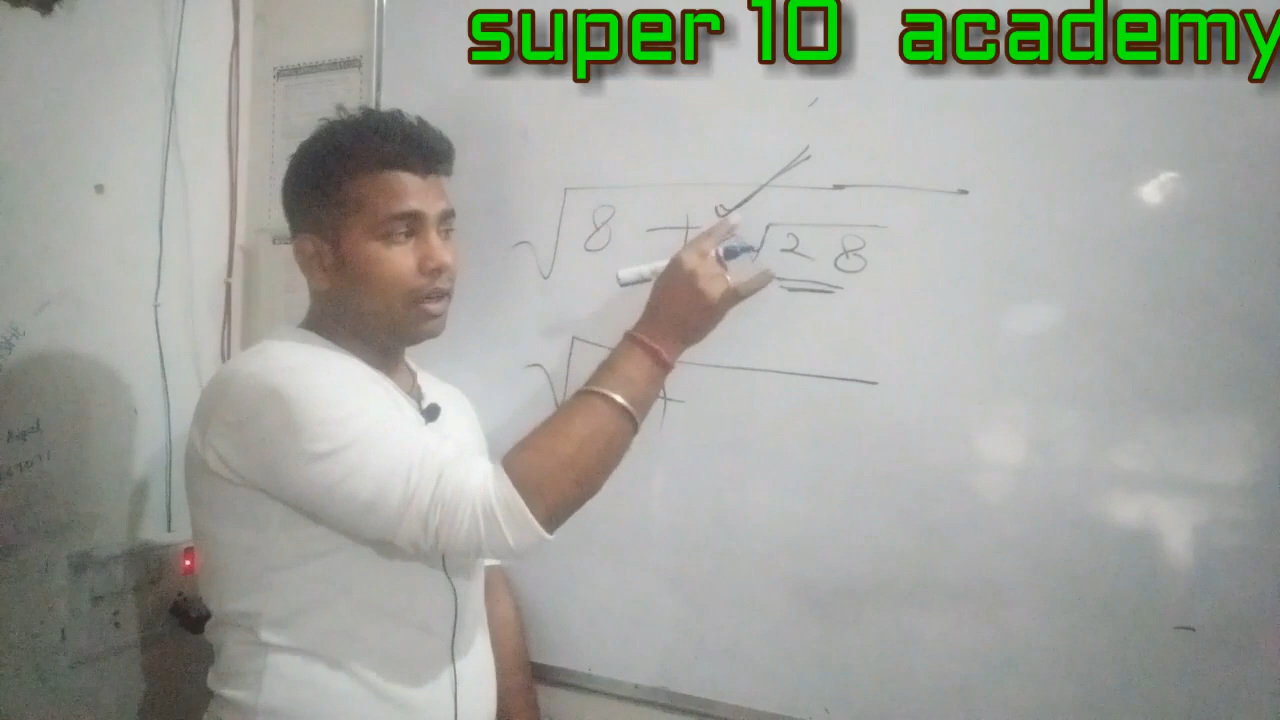 super 10 academy
√8 + √28
√ +